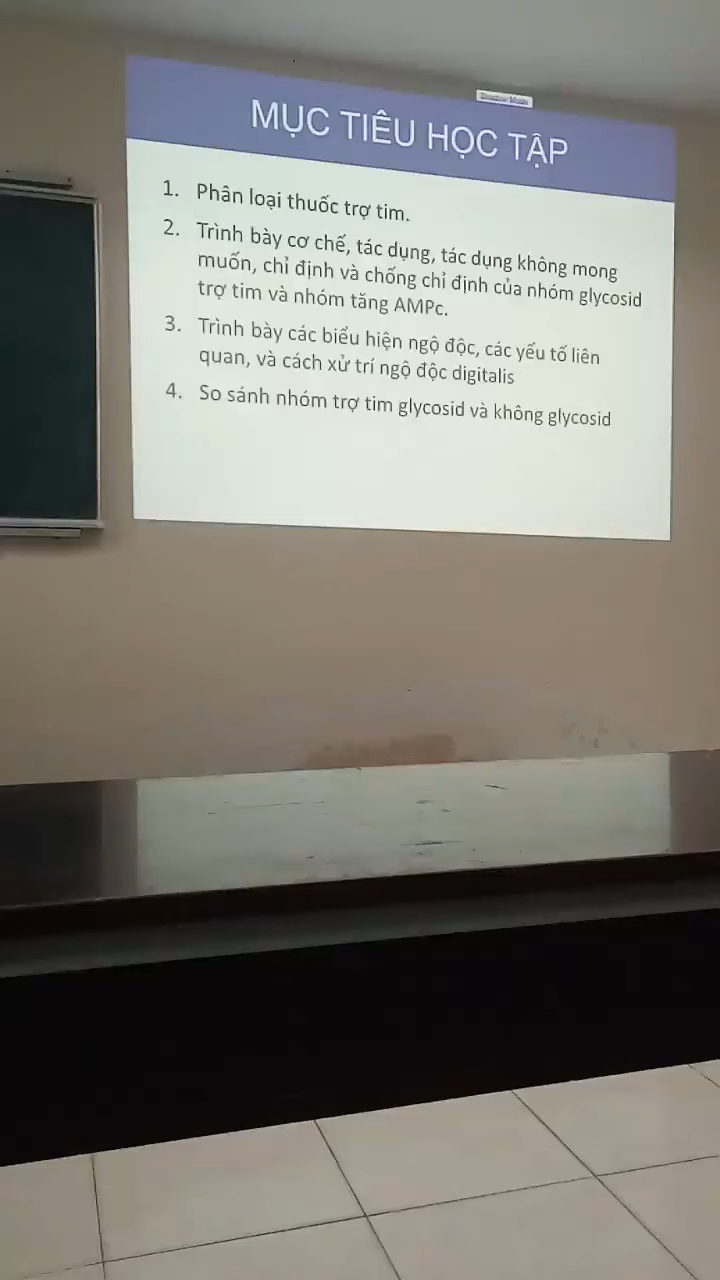 MỤC TIÊU HỌC TẬP
1. Phân loại thuốc trợ tim.
2. Trình bày cơ chế, tác dụng, tác dụng không mong
muốn, chỉ định và chống chỉ định của nhóm glycosid
trợ tim và nhóm tăng AMPc.
3. Trình bày các biểu hiện ngộ độc, các yếu tố liên
quan, và cách xử trí ngộ độc digitalis
4. So sánh nhóm trợ tim glycosid và không glycosid